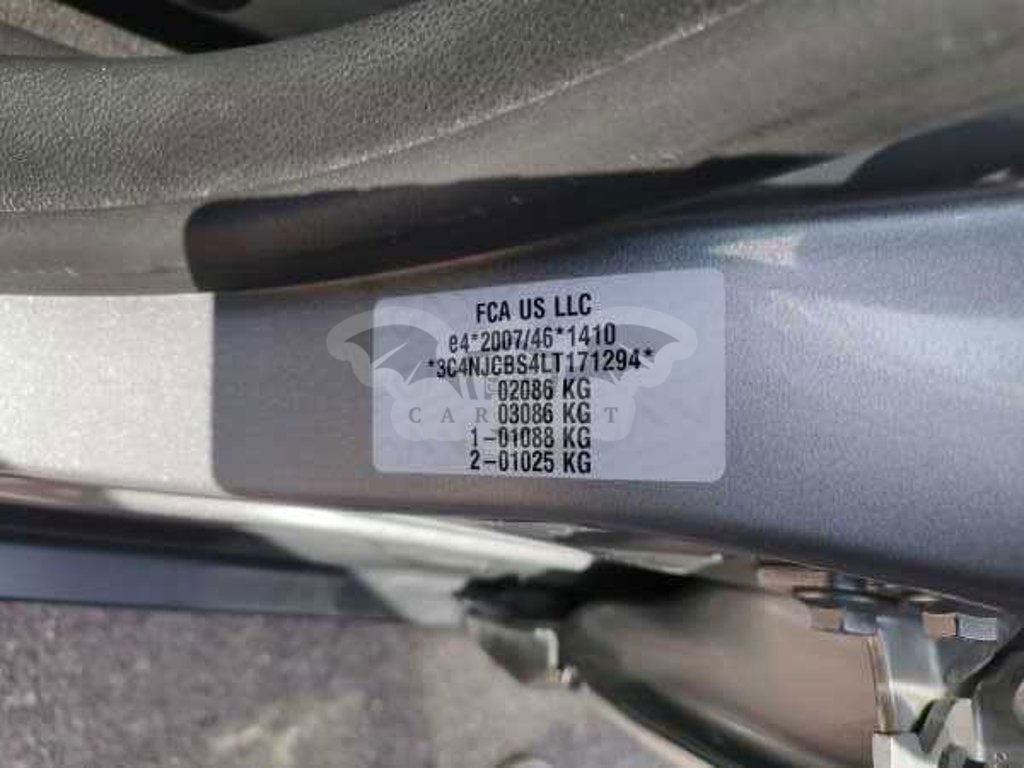 FCA US LLC
e4*2007/46*1410
*3C4NJCBS4LT171294*
02086 KG
03086 KG
1-01088 KG
2-01025 KG